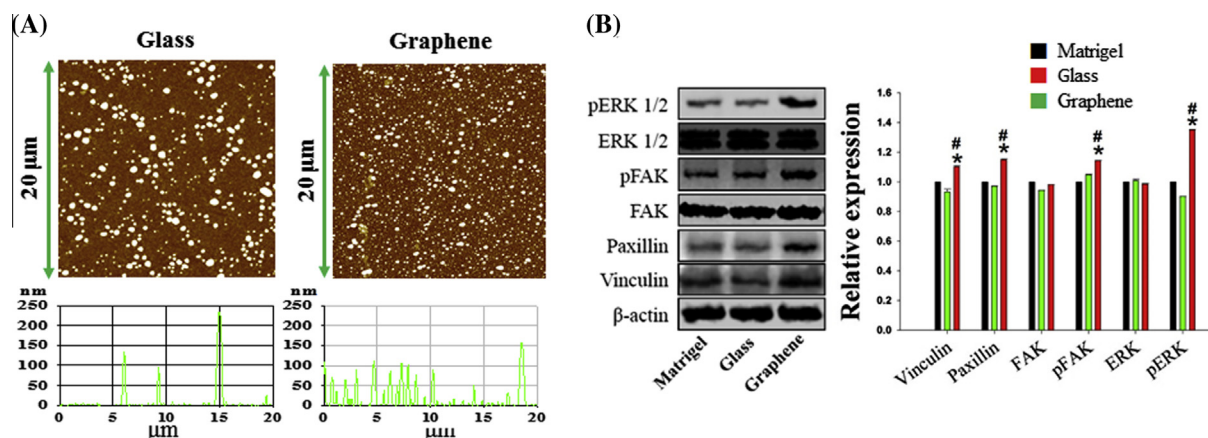 (A)
Glass
Graphene
20 µm
20 µm
nm
250
200
150
100
50
0
0 5 10 15 20
µm
250
200
150
100
50
0
0 5 10 15 20
(B)
pERK 1/2
ERK 1/2
pFAK
FAK
Paxillin
Vinculin
β-actin
Matrigel
Glass
Graphene
Matrigel
Glass
Graphene
Relative expression
1.6
1.4
1.2
1.0
0.8
0.6
0.4
0.2
0.0
# *
# *
# *
# *
Vinculin
Paxillin
FAK
pFAK
ERK
pERK